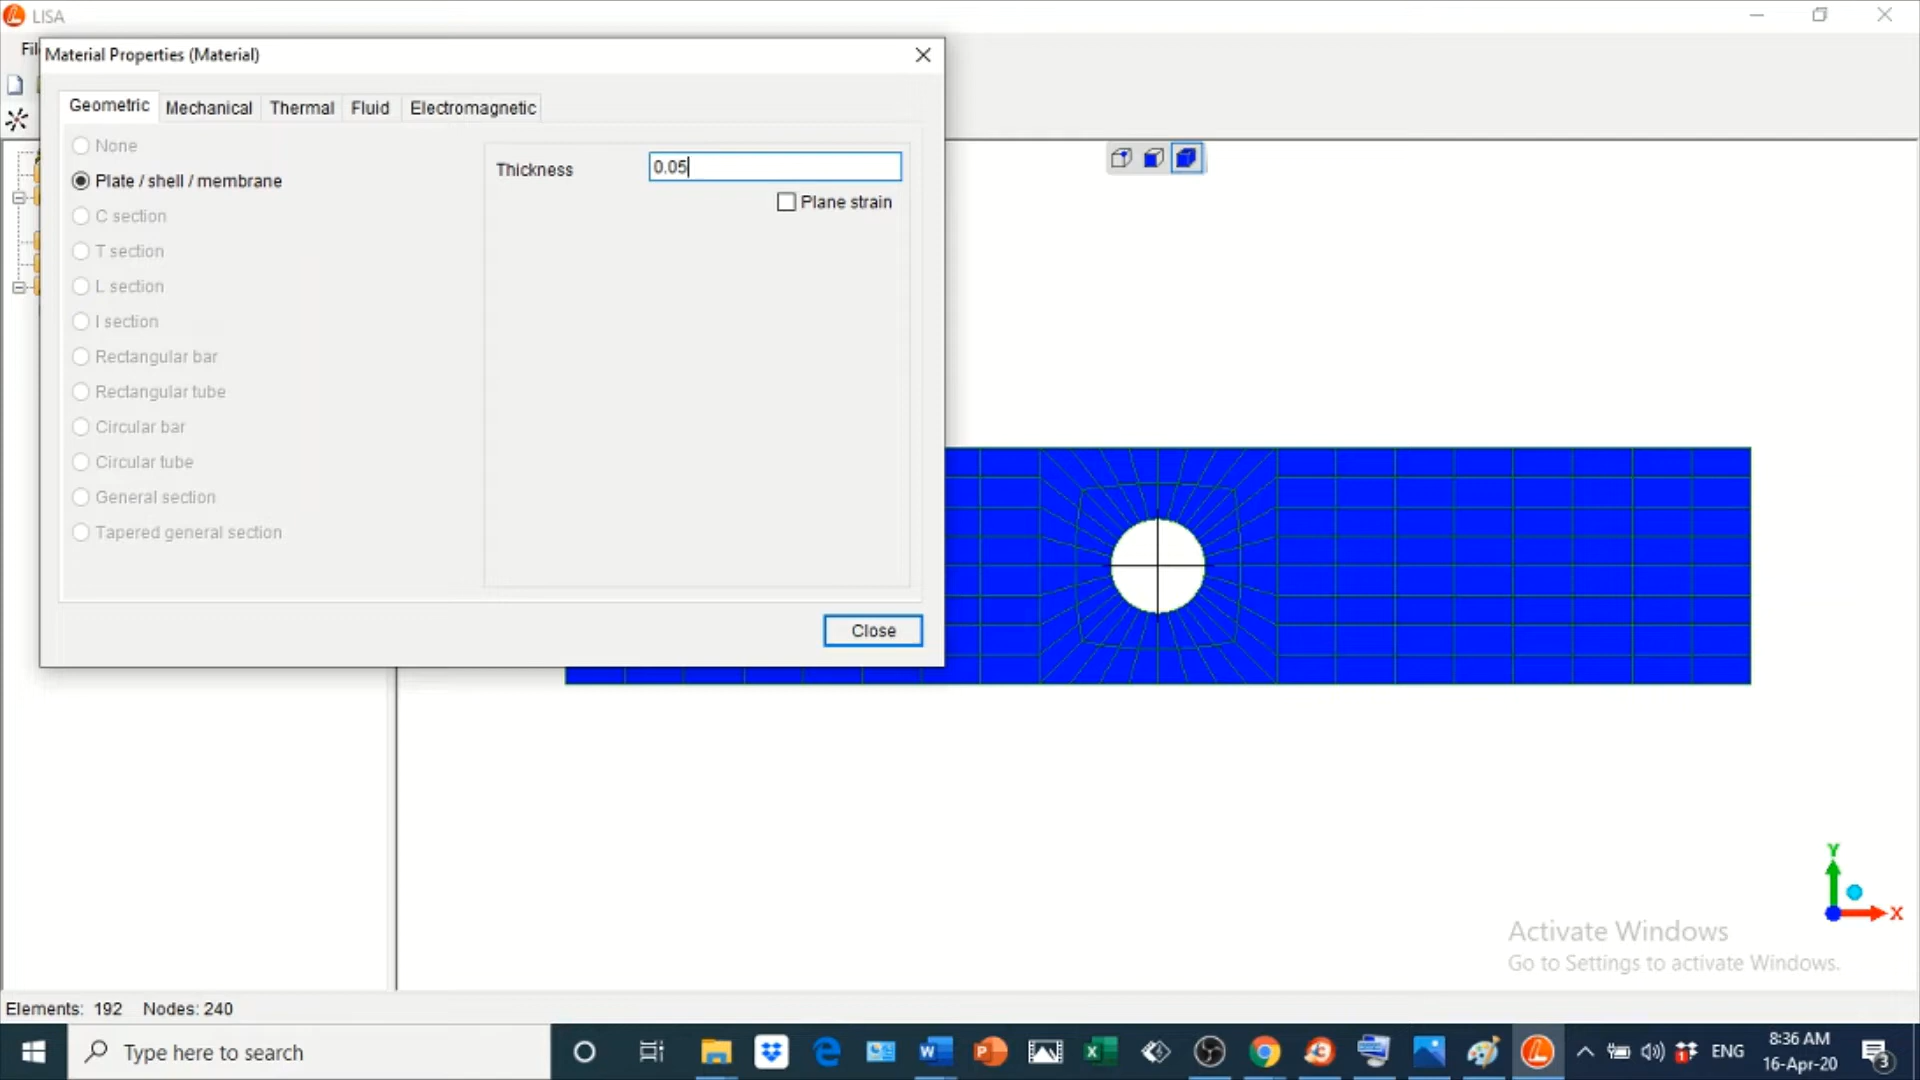 LISA
Fil
Material Properties (Material)
Geometric
Mechanical
Thermal
Fluid
Electromagnetic
None
Plate / shell / membrane
C section
T section
L section
I section
Rectangular bar
Rectangular tube
Circular bar
Circular tube
General section
Tapered general section
Thickness
0.05
Plane strain
Close
Y
X
Activate Windows
Go to Settings to activate Windows.
Elements: 192 Nodes: 240
Type here to search
ENG
8:36 AM
16-Apr-20
3